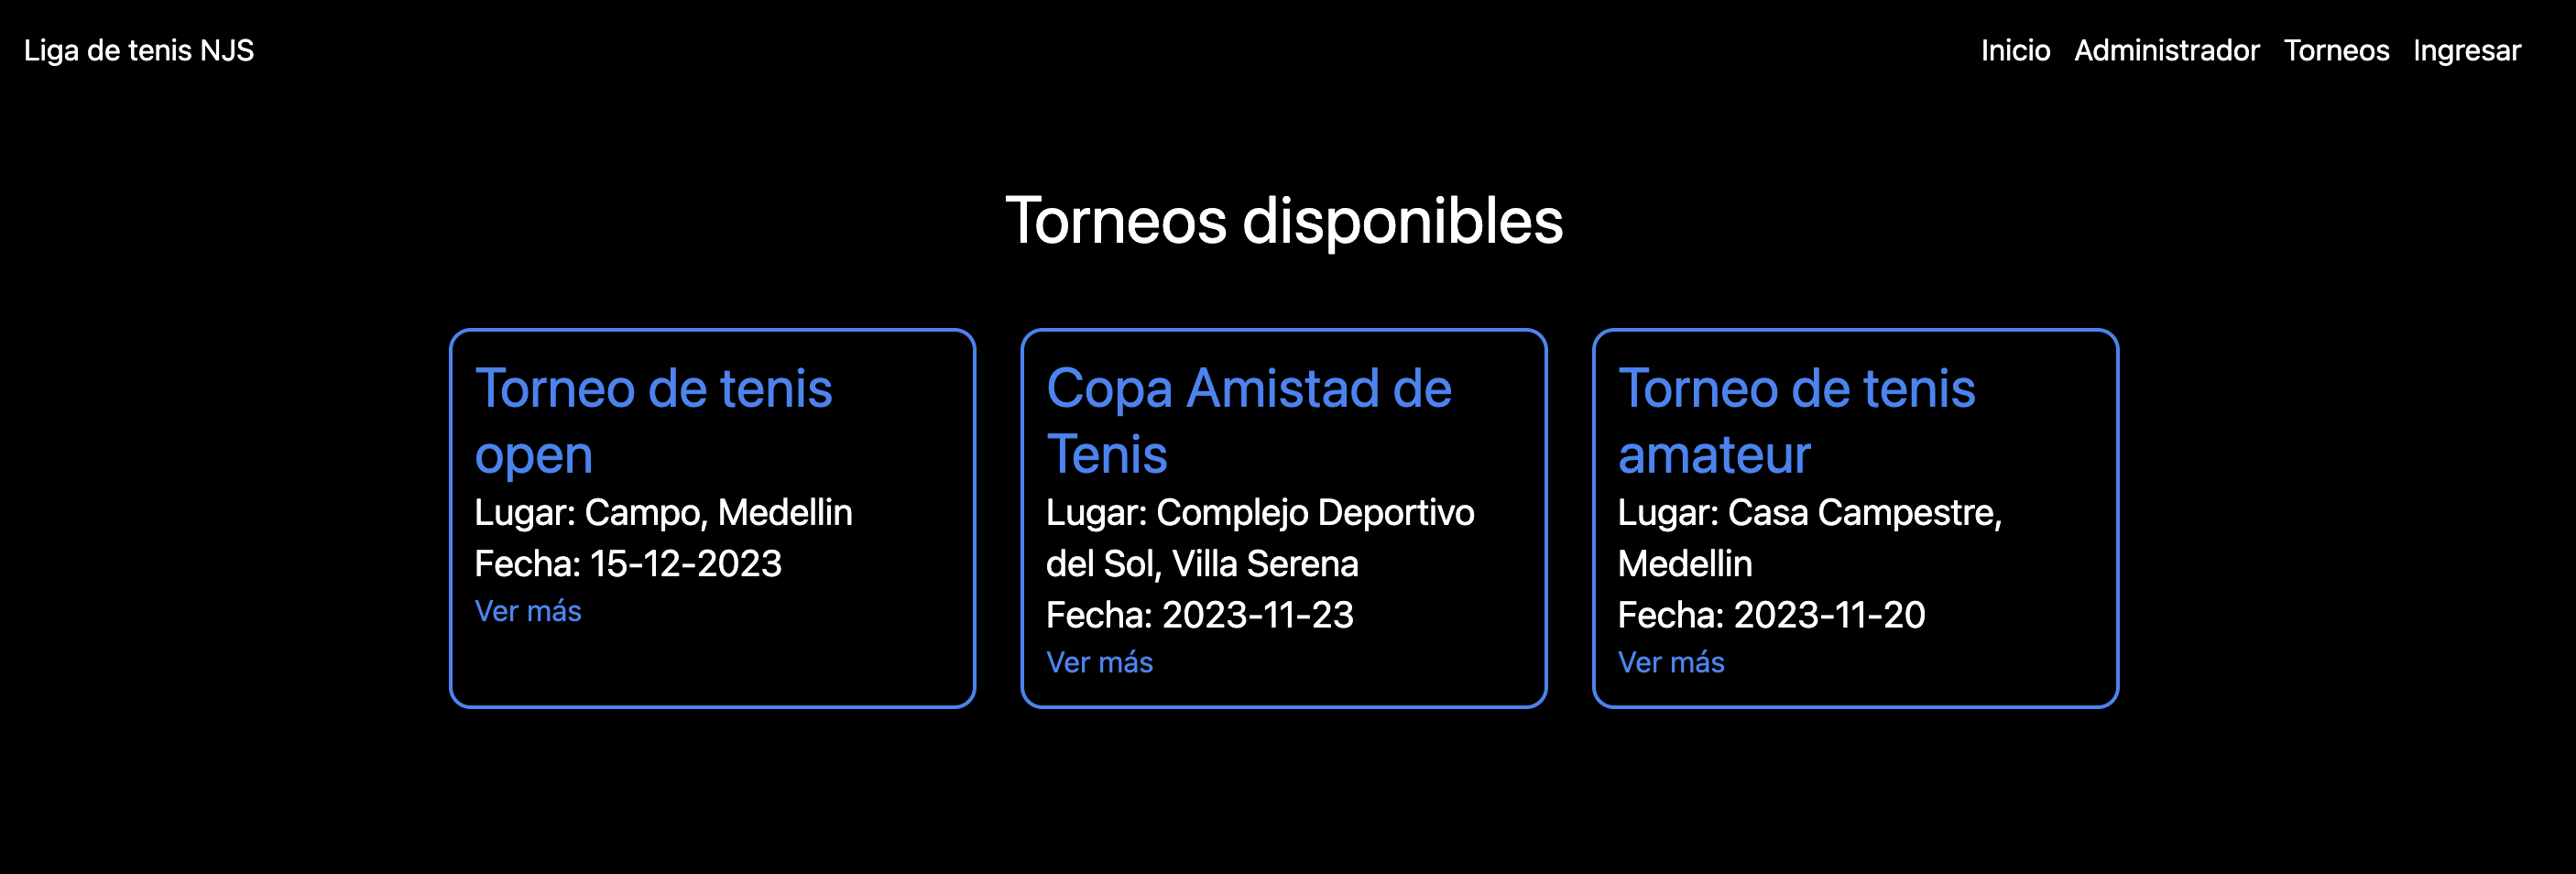 Liga de tenis NJS
Inicio Administrador Torneos Ingresar
Torneos disponibles
Torneo de tenis
open
Lugar: Campo, Medellin
Fecha: 15-12-2023
Ver más
Copa Amistad de
Tenis
Lugar: Complejo Deportivo
del Sol, Villa Serena
Fecha: 2023-11-23
Ver más
Torneo de tenis
amateur
Lugar: Casa Campestre,
Medellin
Fecha: 2023-11-20
Ver más